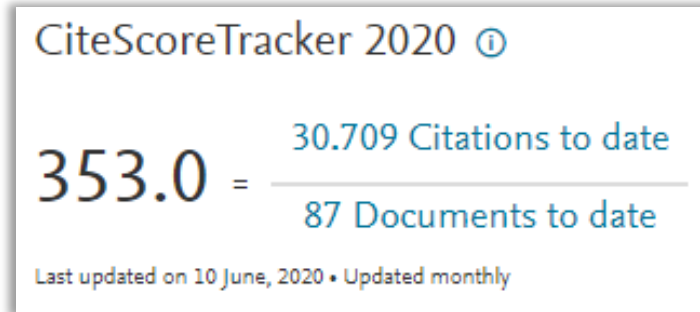 CiteScoreTracker 2020 ⓘ
30.709 Citations to date
353.0 =
87 Documents to date
Last updated on 10 June, 2020 • Updated monthly